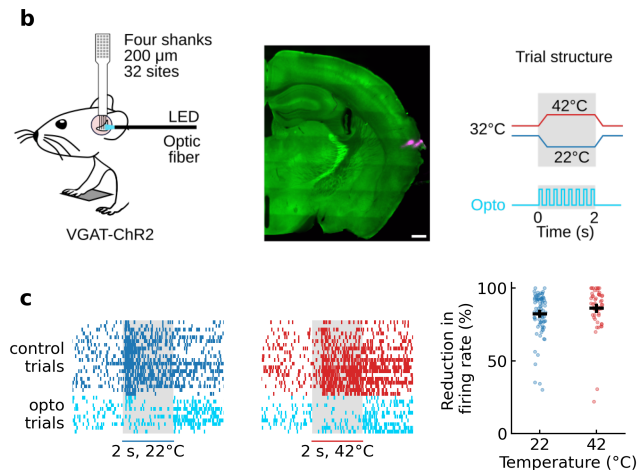 b
Four shanks
200 µm
32 sites
LED
Optic
fiber
VGAT-ChR2
Trial structure
42°C
32°C
22°C
Opto
0 2
Time (s)
c
control
trials
opto
trials
2 s, 22°C
2 s, 42°C
Reduction in
firing rate (%)
100
50
0
22 42
Temperature (°C)